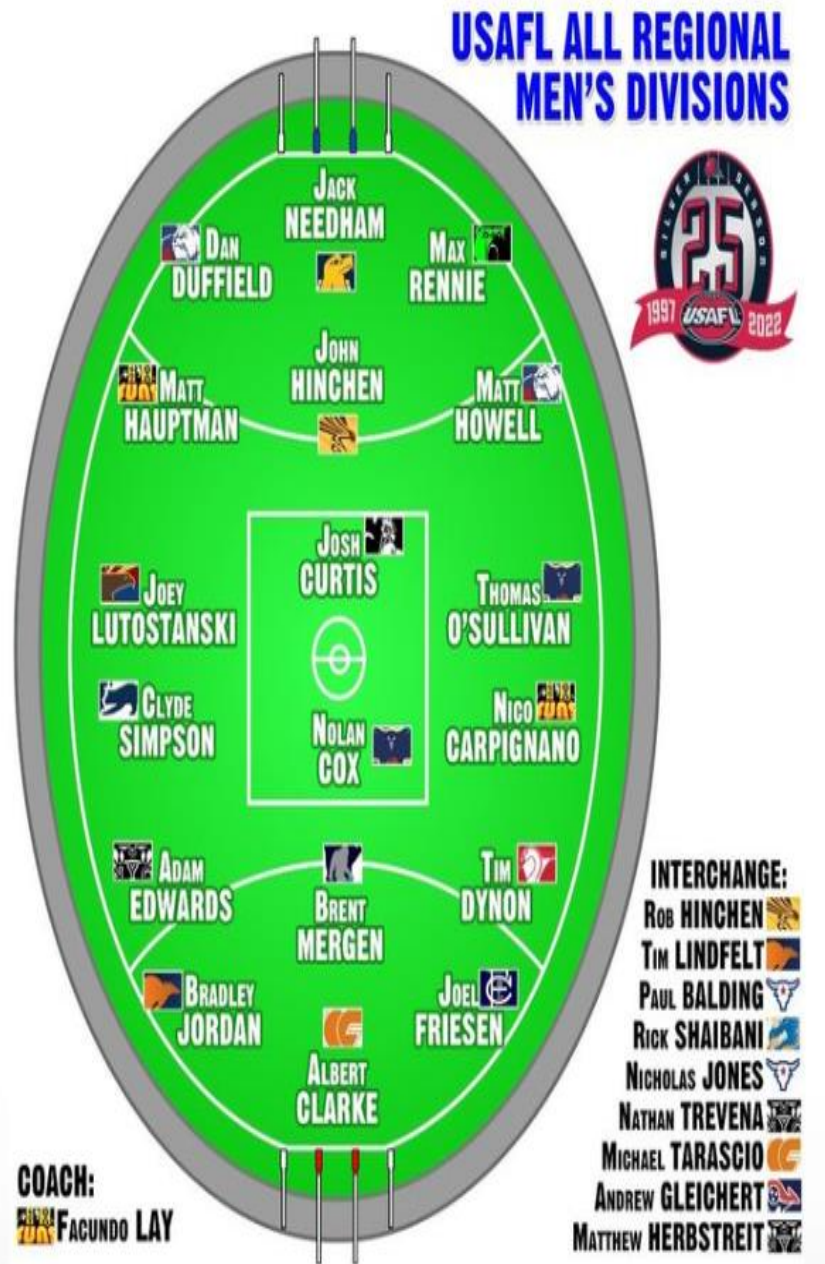 USAFL ALL REGIONAL
MEN'S DIVISIONS
SILVER SEASON
25
1997 USAFL 2022
JACK
NEEDHAM
DAN
DUFFIELD
MAX
RENNIE
JOHN
HINCHEN
MATT
HAUPTMAN
MATT
HOWELL
JOSH
CURTIS
JOEY
LUTOSTANSKI
THOMAS
O'SULLIVAN
CLYDE
SIMPSON
NICO
CARPIGNANO
NOLAN
COX
ADAM
EDWARDS
BRENT
MERGEN
TIM
DYNON
BRADLEY
JORDAN
JOEL
FRIESEN
ALBERT
CLARKE
INTERCHANGE:
ROB HINCHEN
TIM LINDFELT
PAUL BALDING
RICK SHAIBANI
NICHOLAS JONES
NATHAN TREVENA
MICHAEL TARASCIO
ANDREW GLEICHERT
MATTHEW HERBSTREIT
COACH:
FACUNDO LAY